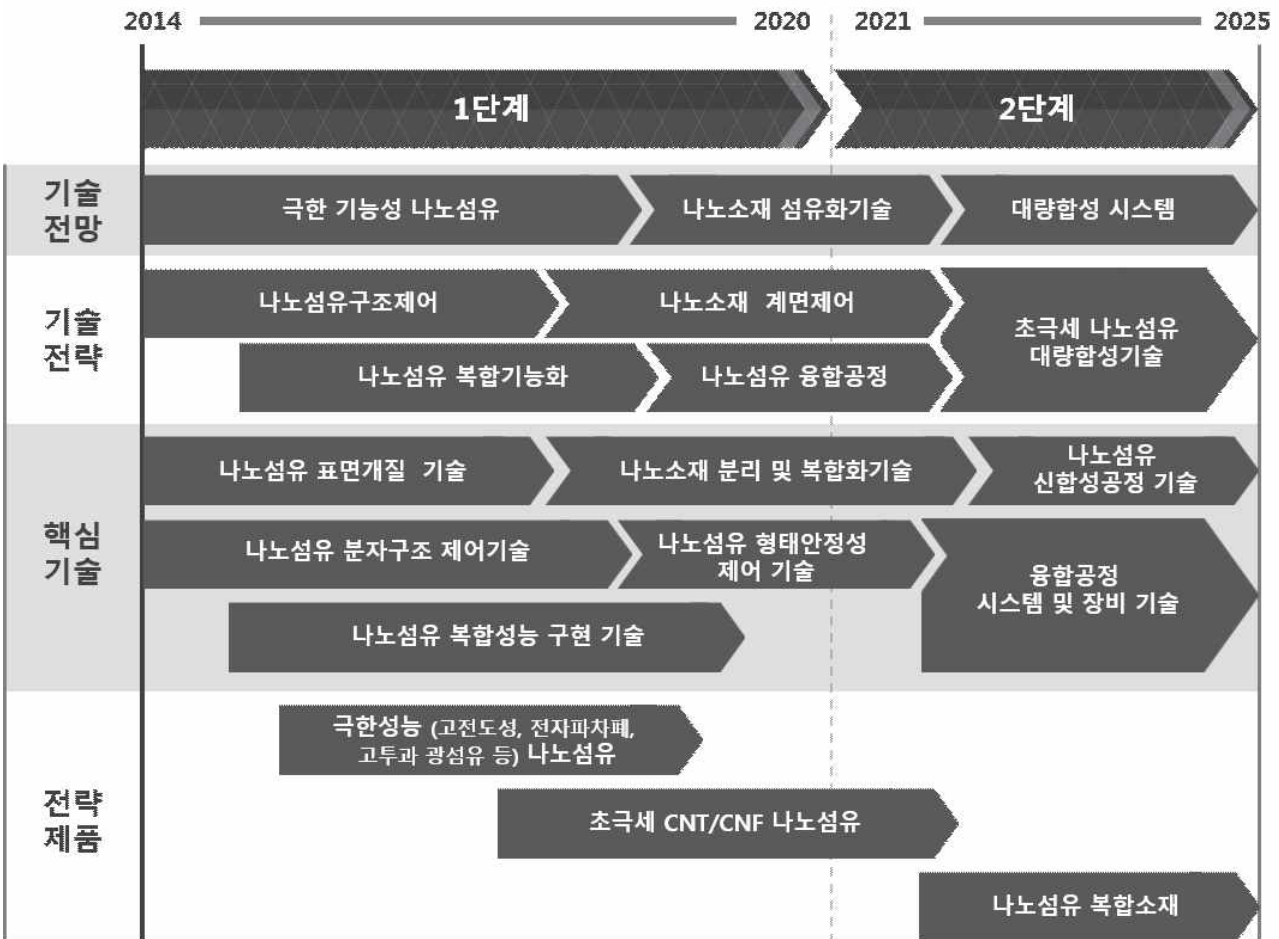 2014 2020 2021 2025
1단계 2단계
기술
전망
극한 기능성 나노섬유 나노소재 섬유화기술 대량합성 시스템
기술
전략
나노섬유구조제어 나노소재 계면제어
초극세 나노섬유
대량합성기술
나노섬유 복합기능화 나노섬유 융합공정
핵심
기술
나노섬유 표면개질 기술 나노소재 분리 및 복합화기술
나노섬유
신합성공정 기술
나노섬유 분자구조 제어기술
나노섬유 형태안정성
제어 기술
융합공정
시스템 및 장비 기술
나노섬유 복합성능 구현 기술
전략
제품
극한성능 (고전도성, 전자파차폐,
고투과 광섬유 등) 나노섬유
초극세 CNT/CNF 나노섬유
나노섬유 복합소재